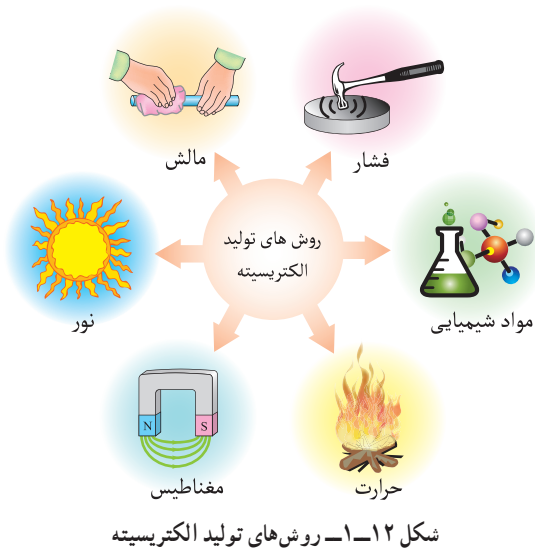 مالش
فشار
روش های تولید
الکتریسیته
نور
مواد شیمیایی
N
S
مغناطیس
حرارت
شکل ۱۲ــ۱ــ روش‌های تولید الکتریسیته